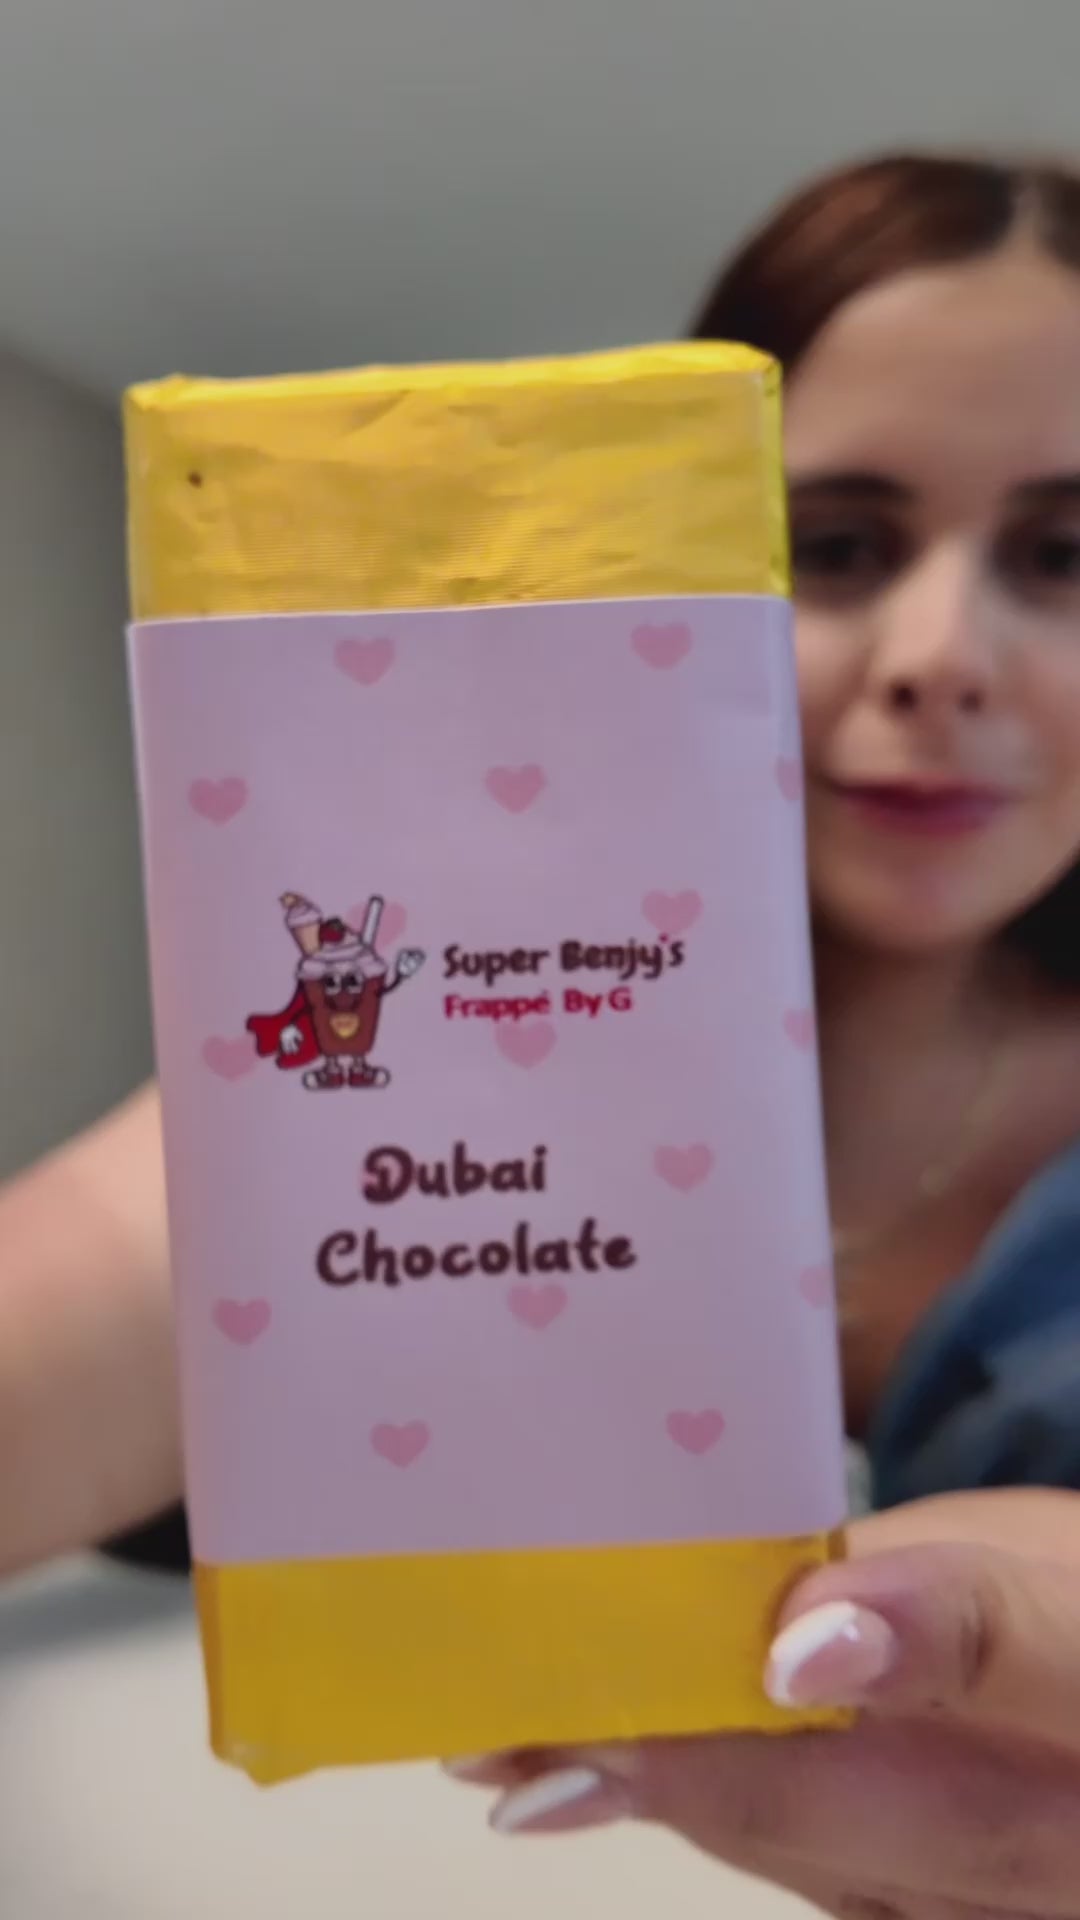 Super Benjy's
Frappé By G
Dubai
Chocolate